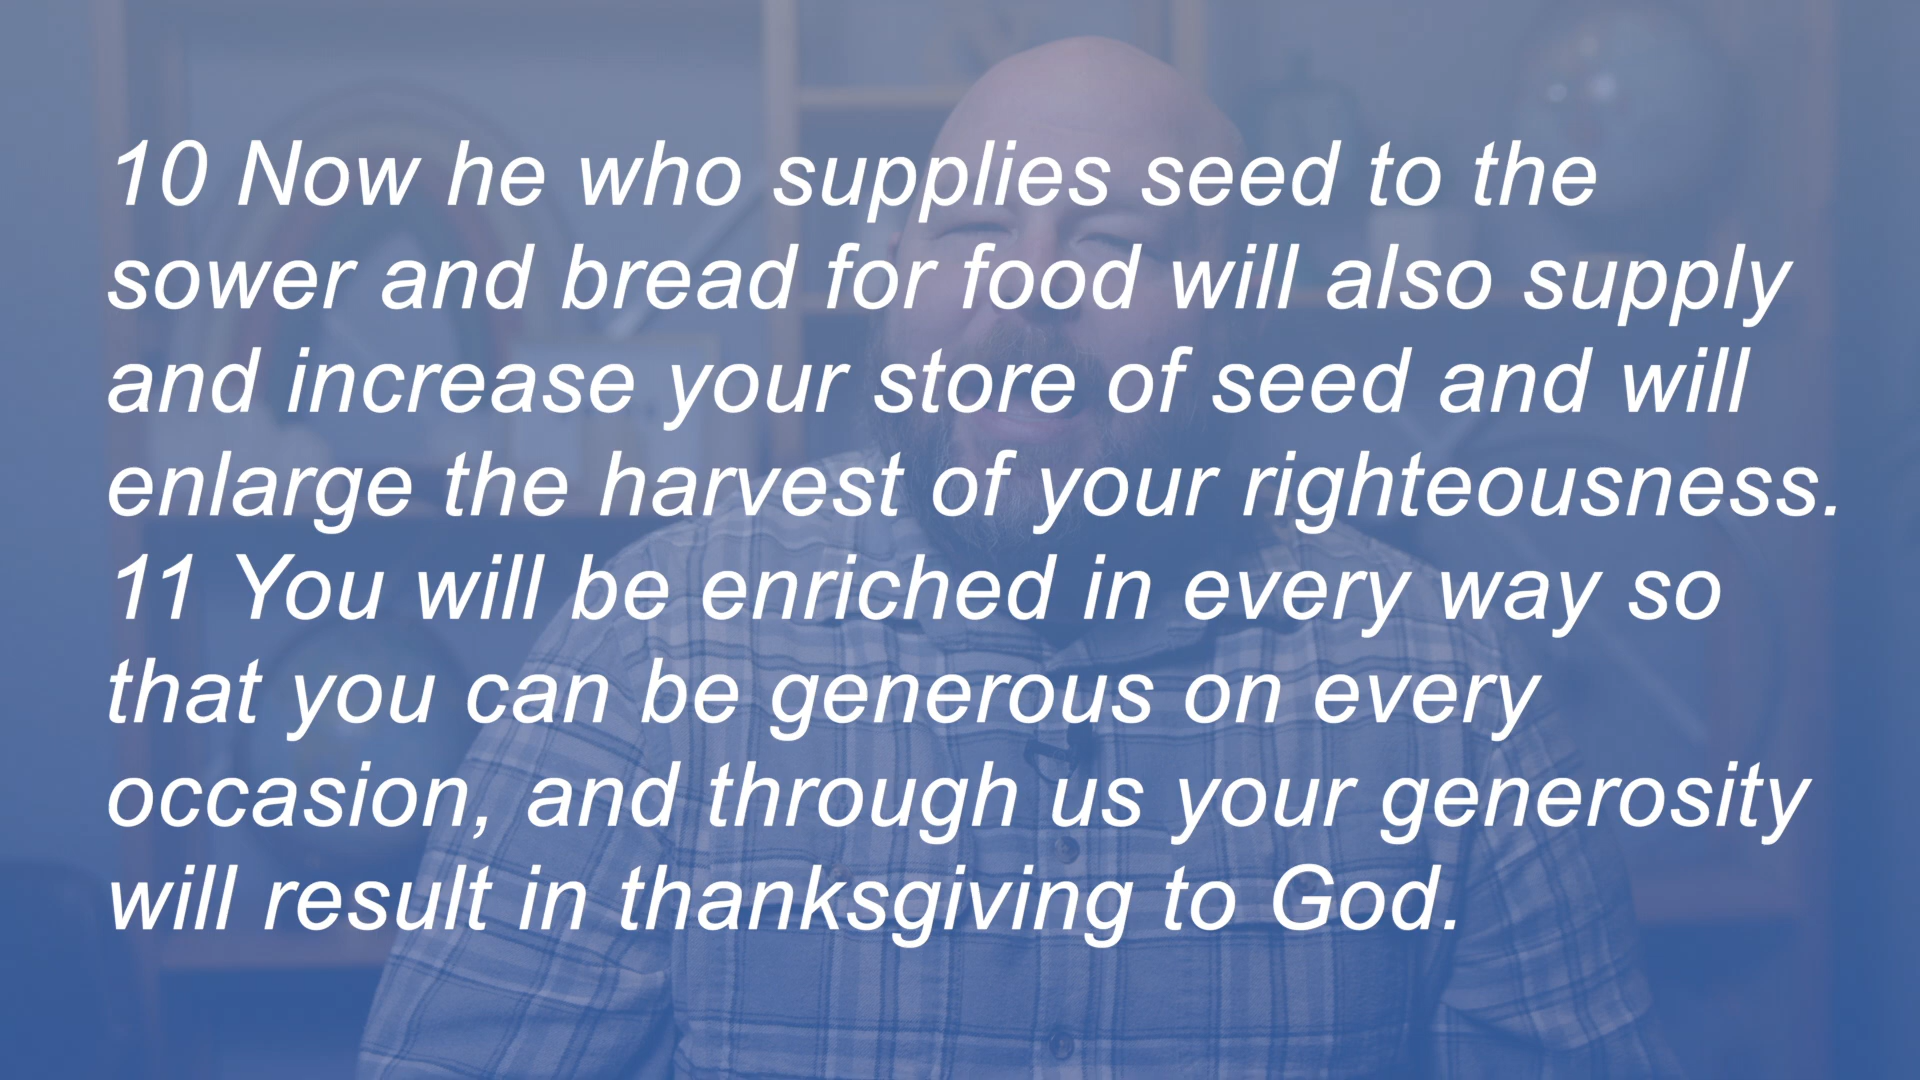 10 Now he who supplies seed to the
sower and bread for food will also supply
and increase your store of seed and will
enlarge the harvest of your righteousness.
11 You will be enriched in every way so
that you can be generous on every
occasion, and through us your generosity
will result in thanksgiving to God.